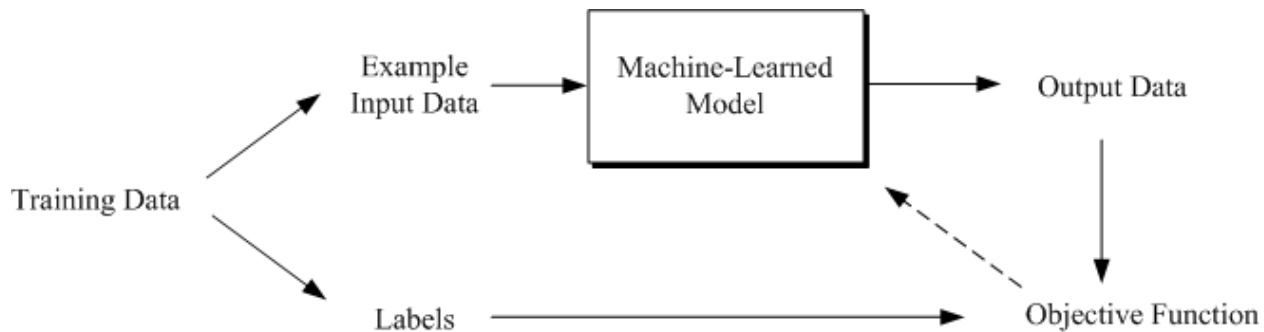 Example
Input Data
Machine-Learned
Model
Output Data
Training Data
Labels
Objective Function